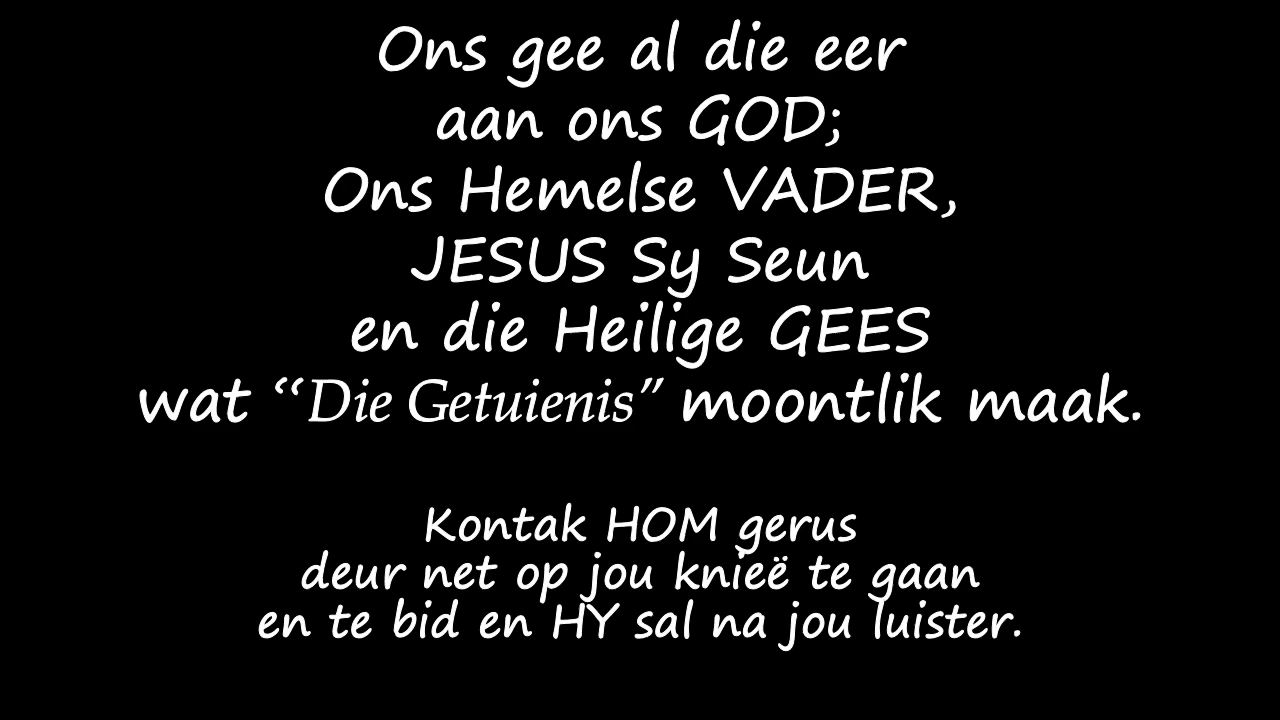 Ons gee al die eer
aan ons GOD;
Ons Hemelse VADER,
JESUS Sy Seun
en die Heilige GEES
wat “Die Getuienis” moontlik maak.
Kontak HOM gerus
deur net op jou knieë te gaan
en te bid en HY sal na jou luister.